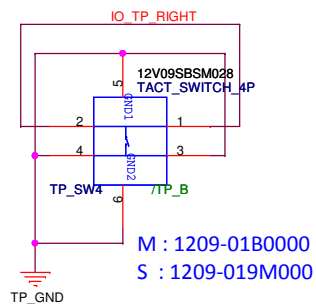 IO_TP_RIGHT
12V09SBSM028
TACT_SWITCH_4P
5
GND1
2
1
4
3
GND2
TP_SW4
/TP_B
6
M : 1209-01B0000
S : 1209-019M000
TP_GND